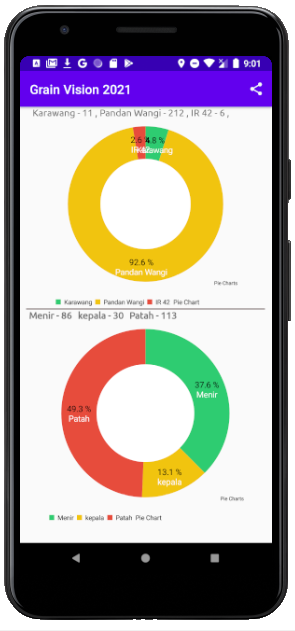 9:01
Grain Vision 2021
Karawang - 11 , Pandan Wangi - 212 , IR 42 - 6 ,
2.6 % 4.8 %
IR 42 Karawang
92.6 %
Pandan Wangi
Pie Charts
Karawang Pandan Wangi IR 42 Pie Chart
Menir - 86 kepala - 30 Patah - 113
37.6 %
Menir
49.3 %
Patah
13.1 %
kepala
Pie Charts
Menir kepala Patah Pie Chart